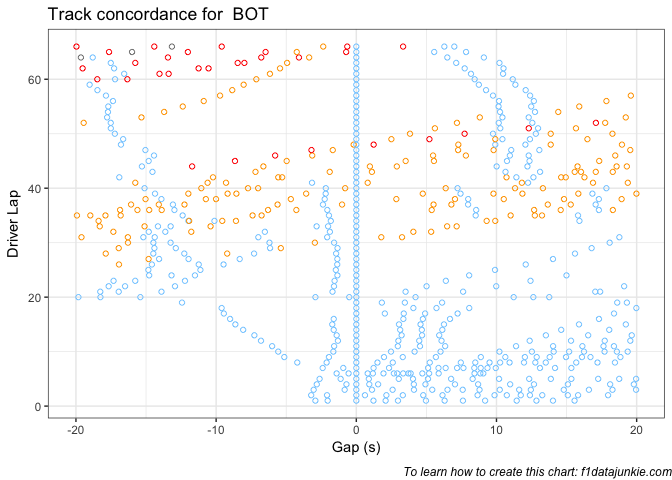 Track concordance for  BOT
Driver Lap
60
40
20
0
-20
-10
0
10
20
Gap (s)
To learn how to create this chart: f1datajunkie.com